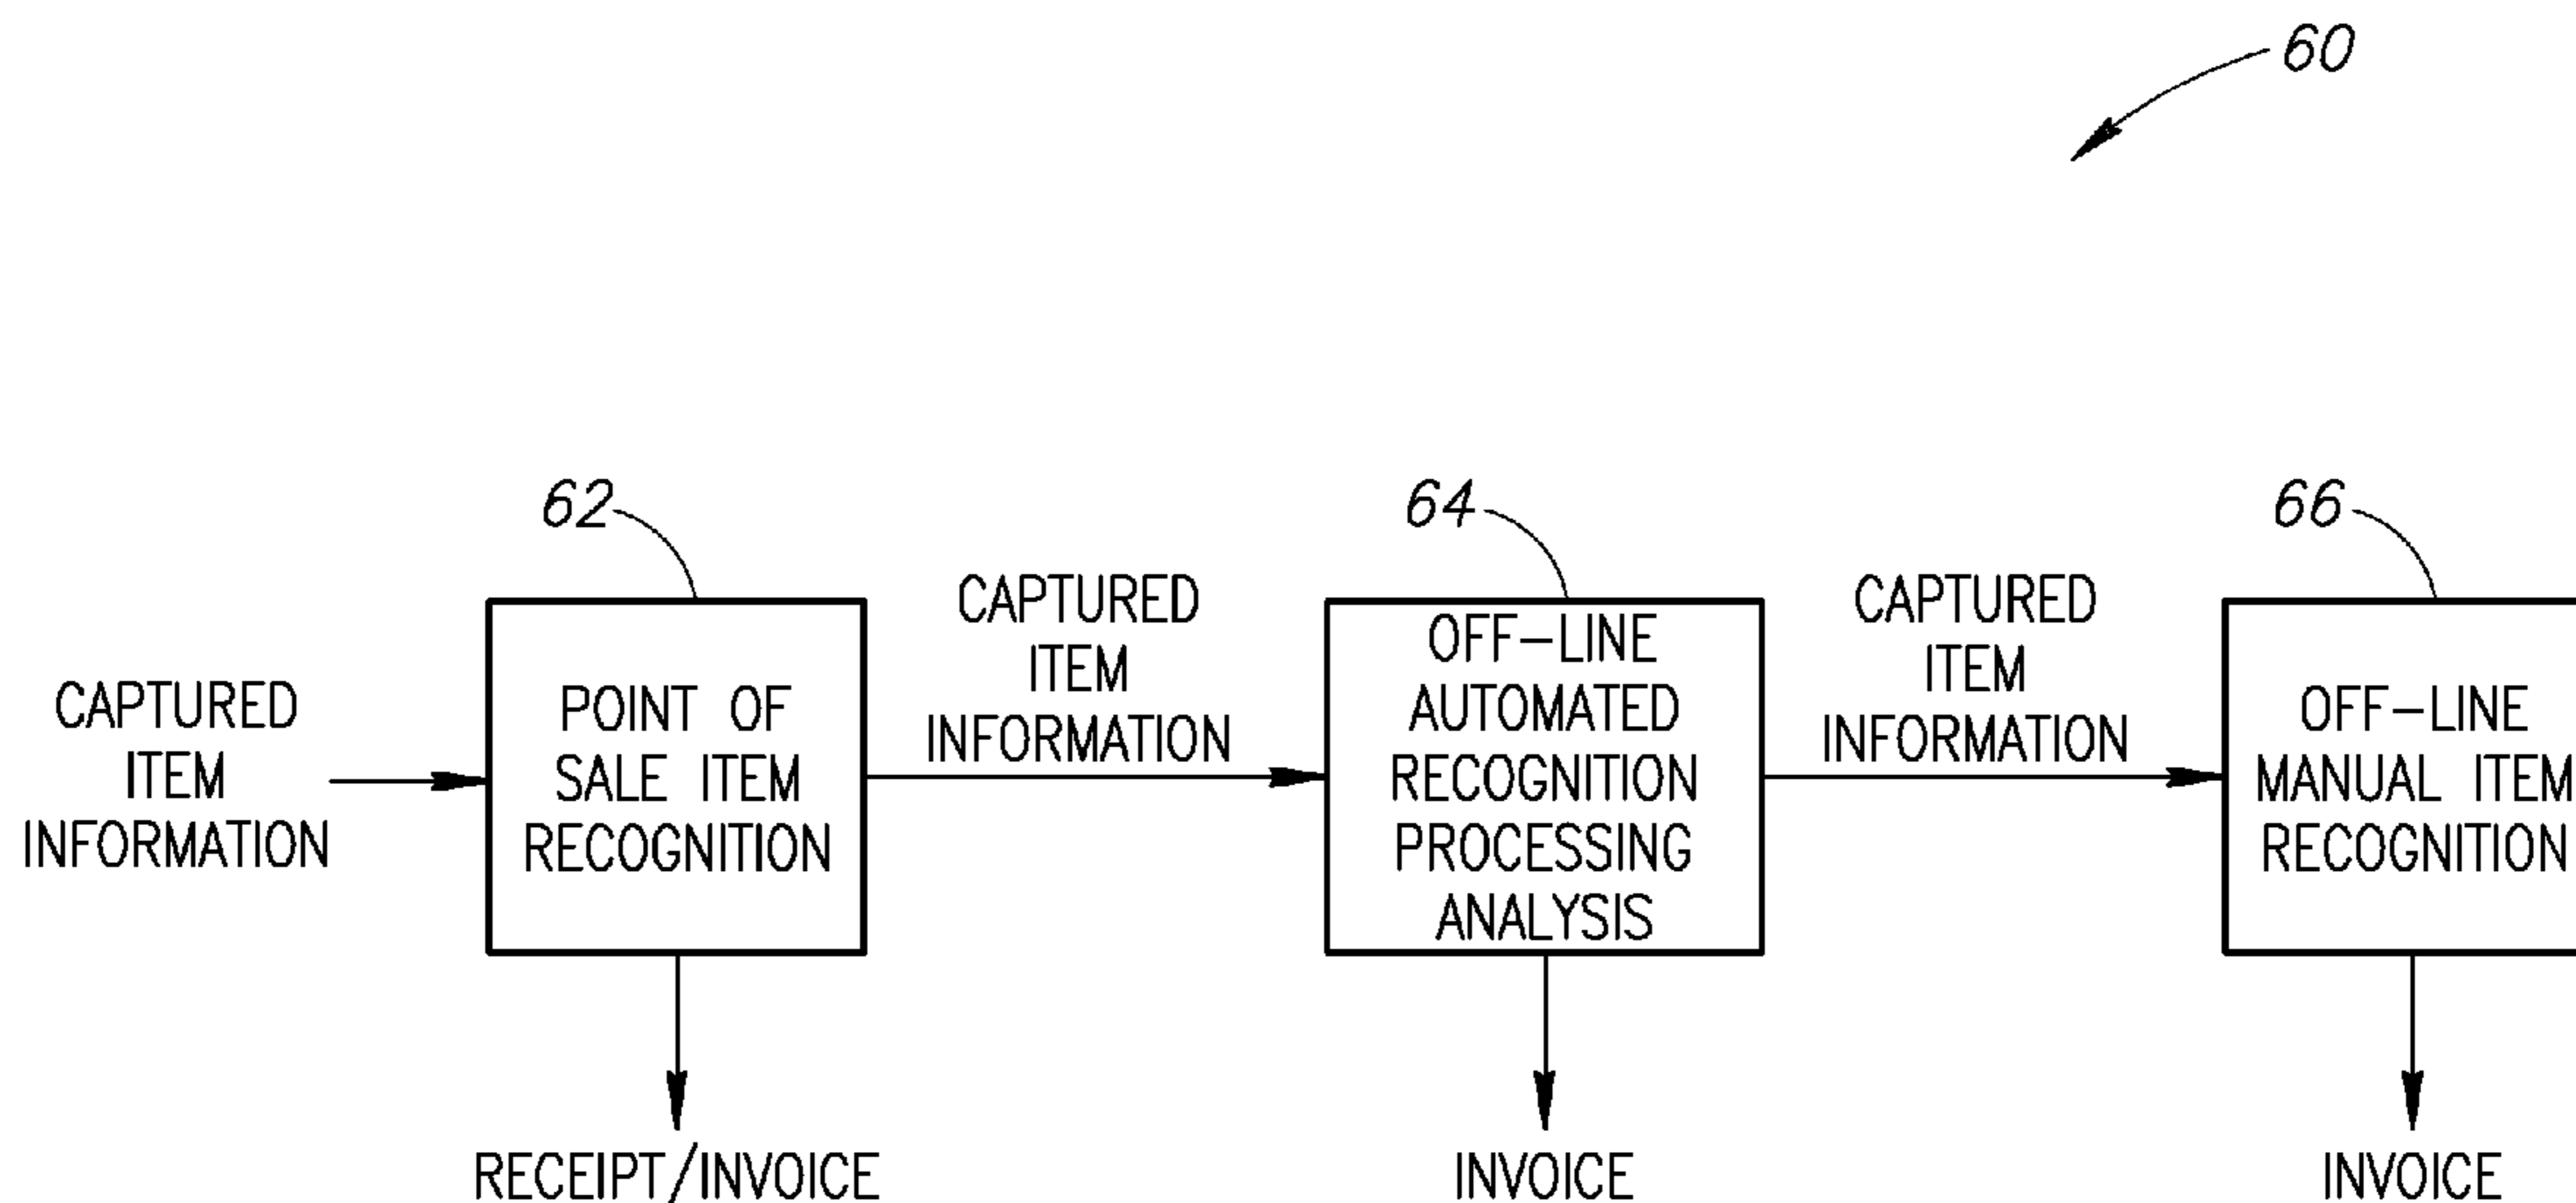 60
62
64
66
CAPTURED
ITEM
INFORMATION
POINT OF
SALE ITEM
RECOGNITION
CAPTURED
ITEM
INFORMATION
OFF-LINE
AUTOMATED
RECOGNITION
PROCESSING
ANALYSIS
CAPTURED
ITEM
INFORMATION
OFF-LINE
MANUAL ITEM
RECOGNITION
RECEIPT/INVOICE
INVOICE
INVOICE